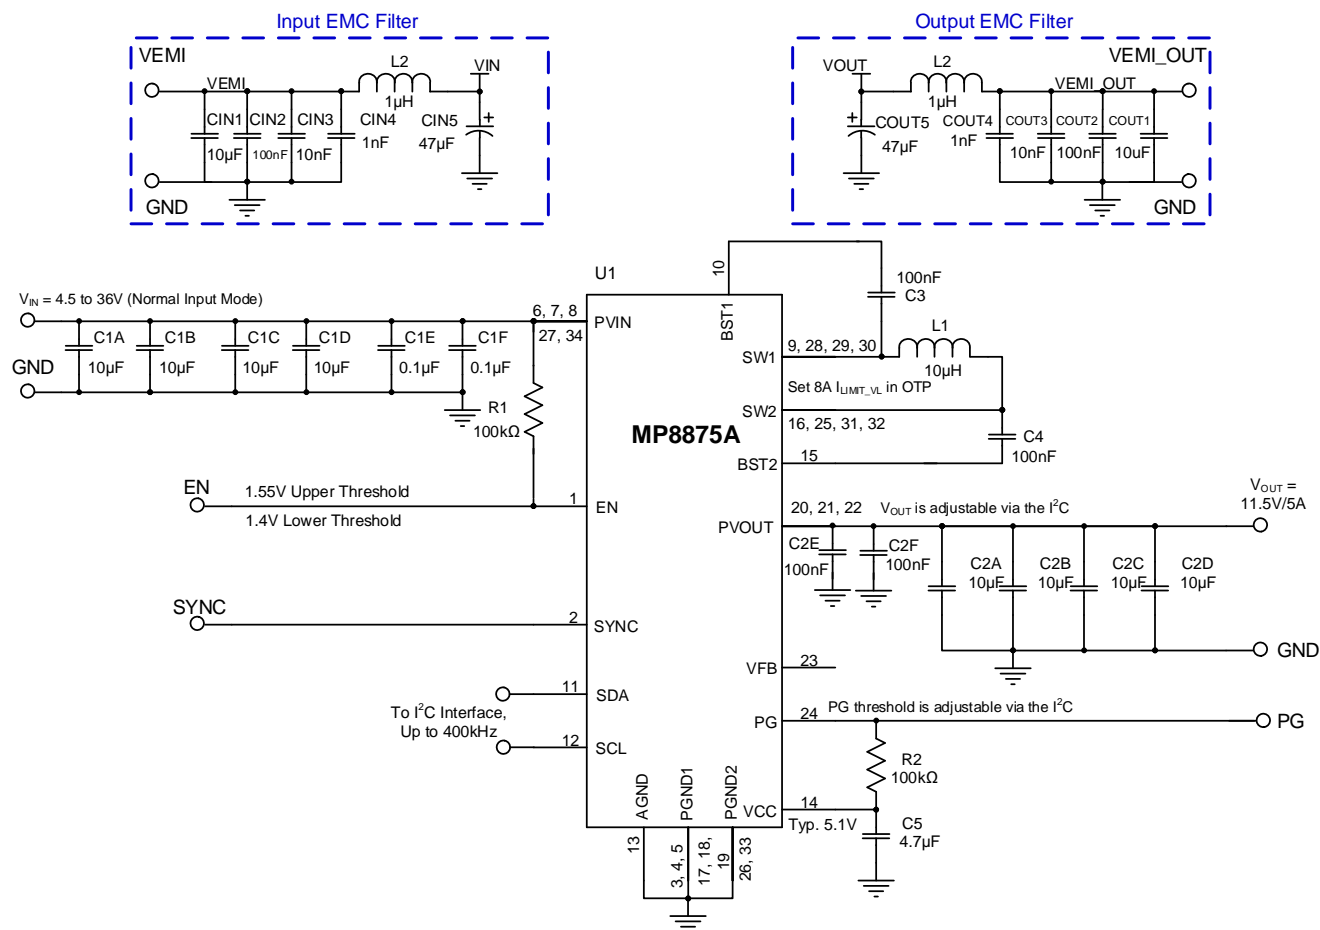 Input EMC Filter
Output EMC Filter
VEMI
VIN
L2
VEMI
1µH
CIN1
CIN2
CIN3
CIN4
CIN5
10µF
100nF
10nF
1nF
47µF
+
GND
VOUT
L2
VEMI_OUT
VEMI_OUT
1µH
+
COUT5
COUT4
COUT3
COUT2
COUT1
47µF
1nF
10nF
100nF
10uF
GND
U1
10
100nF
C3
VIN = 4.5 to 36V (Normal Input Mode)
6, 7, 8
27, 34
PVIN
BST1
C1A
C1B
C1C
C1D
C1E
C1F
10µF
10µF
10µF
10µF
0.1µF
0.1µF
GND
R1
100kΩ
9, 28, 29, 30
L1
SW1
10µH
Set 8A ILIMIT_VL in OTP
SW2
16, 25, 31, 32
MP8875A
C4
100nF
BST2
15
EN
1.55V Upper Threshold
1.4V Lower Threshold
1
EN
20, 21, 22
VOUT is adjustable via the I²C
VOUT =
11.5V/5A
PVOUT
C2E
100nF
C2F
100nF
C2A
C2B
C2C
C2D
10µF
10µF
10µF
10µF
SYNC
2
SYNC
GND
VFB
23
11
SDA
To I²C Interface,
Up to 400kHz
12
SCL
PG
24
PG threshold is adjustable via the I²C
PG
R2
100kΩ
AGND
PGND1
PGND2
VCC
14
Typ. 5.1V
C5
4.7µF
13
3, 4, 5
17, 18,
19
26, 33